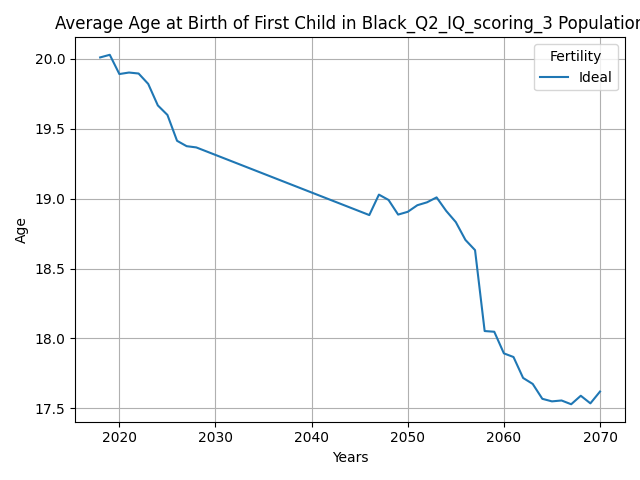 Average Age at Birth of First Child in Black_Q2_IQ_scoring_3 Population
Fertility
Ideal
20.0
19.5
19.0
18.5
18.0
17.5
Age
2020 2030 2040 2050 2060 2070
Years